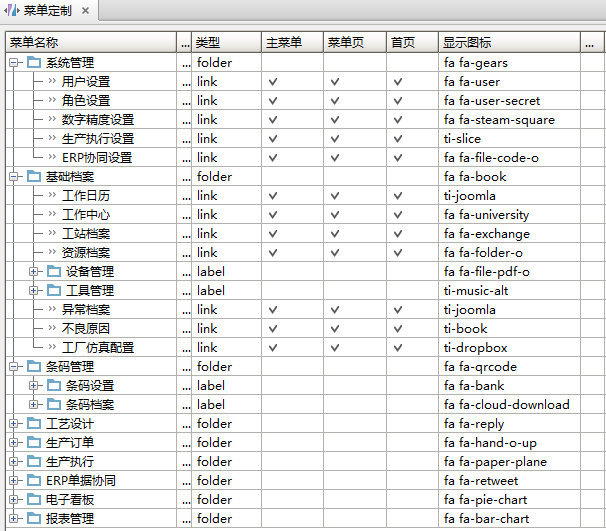 菜单定制 ×
菜单名称 ... 类型 主菜单 菜单页 首页 显示图标 ...
系统管理 ... folder fa fa-gears
用户设置 ... link fa fa-user
角色设置 ... link fa fa-user-secret
数字精度设置 ... link fa fa-steam-square
生产执行设置 ... link ti-slice
ERP协同设置 ... link fa fa-file-code-o
基础档案 ... folder fa fa-book
工作日历 ... link ti-joomla
工作中心 ... link fa fa-university
工站档案 ... link fa fa-exchange
资源档案 ... link fa fa-folder-o
设备管理 ... label fa fa-file-pdf-o
工具管理 ... label ti-music-alt
异常档案 ... link ti-joomla
不良原因 ... link ti-book
工厂仿真配置 ... link ti-dropbox
条码管理 ... folder fa fa-qrcode
条码设置 ... label fa fa-bank
条码档案 ... label fa fa-cloud-download
工艺设计 ... folder fa fa-reply
生产订单 ... folder fa fa-hand-o-up
生产执行 ... folder fa fa-paper-plane
ERP单据协同 ... folder fa fa-retweet
电子看板 ... folder fa fa-pie-chart
报表管理 ... folder fa fa-bar-chart